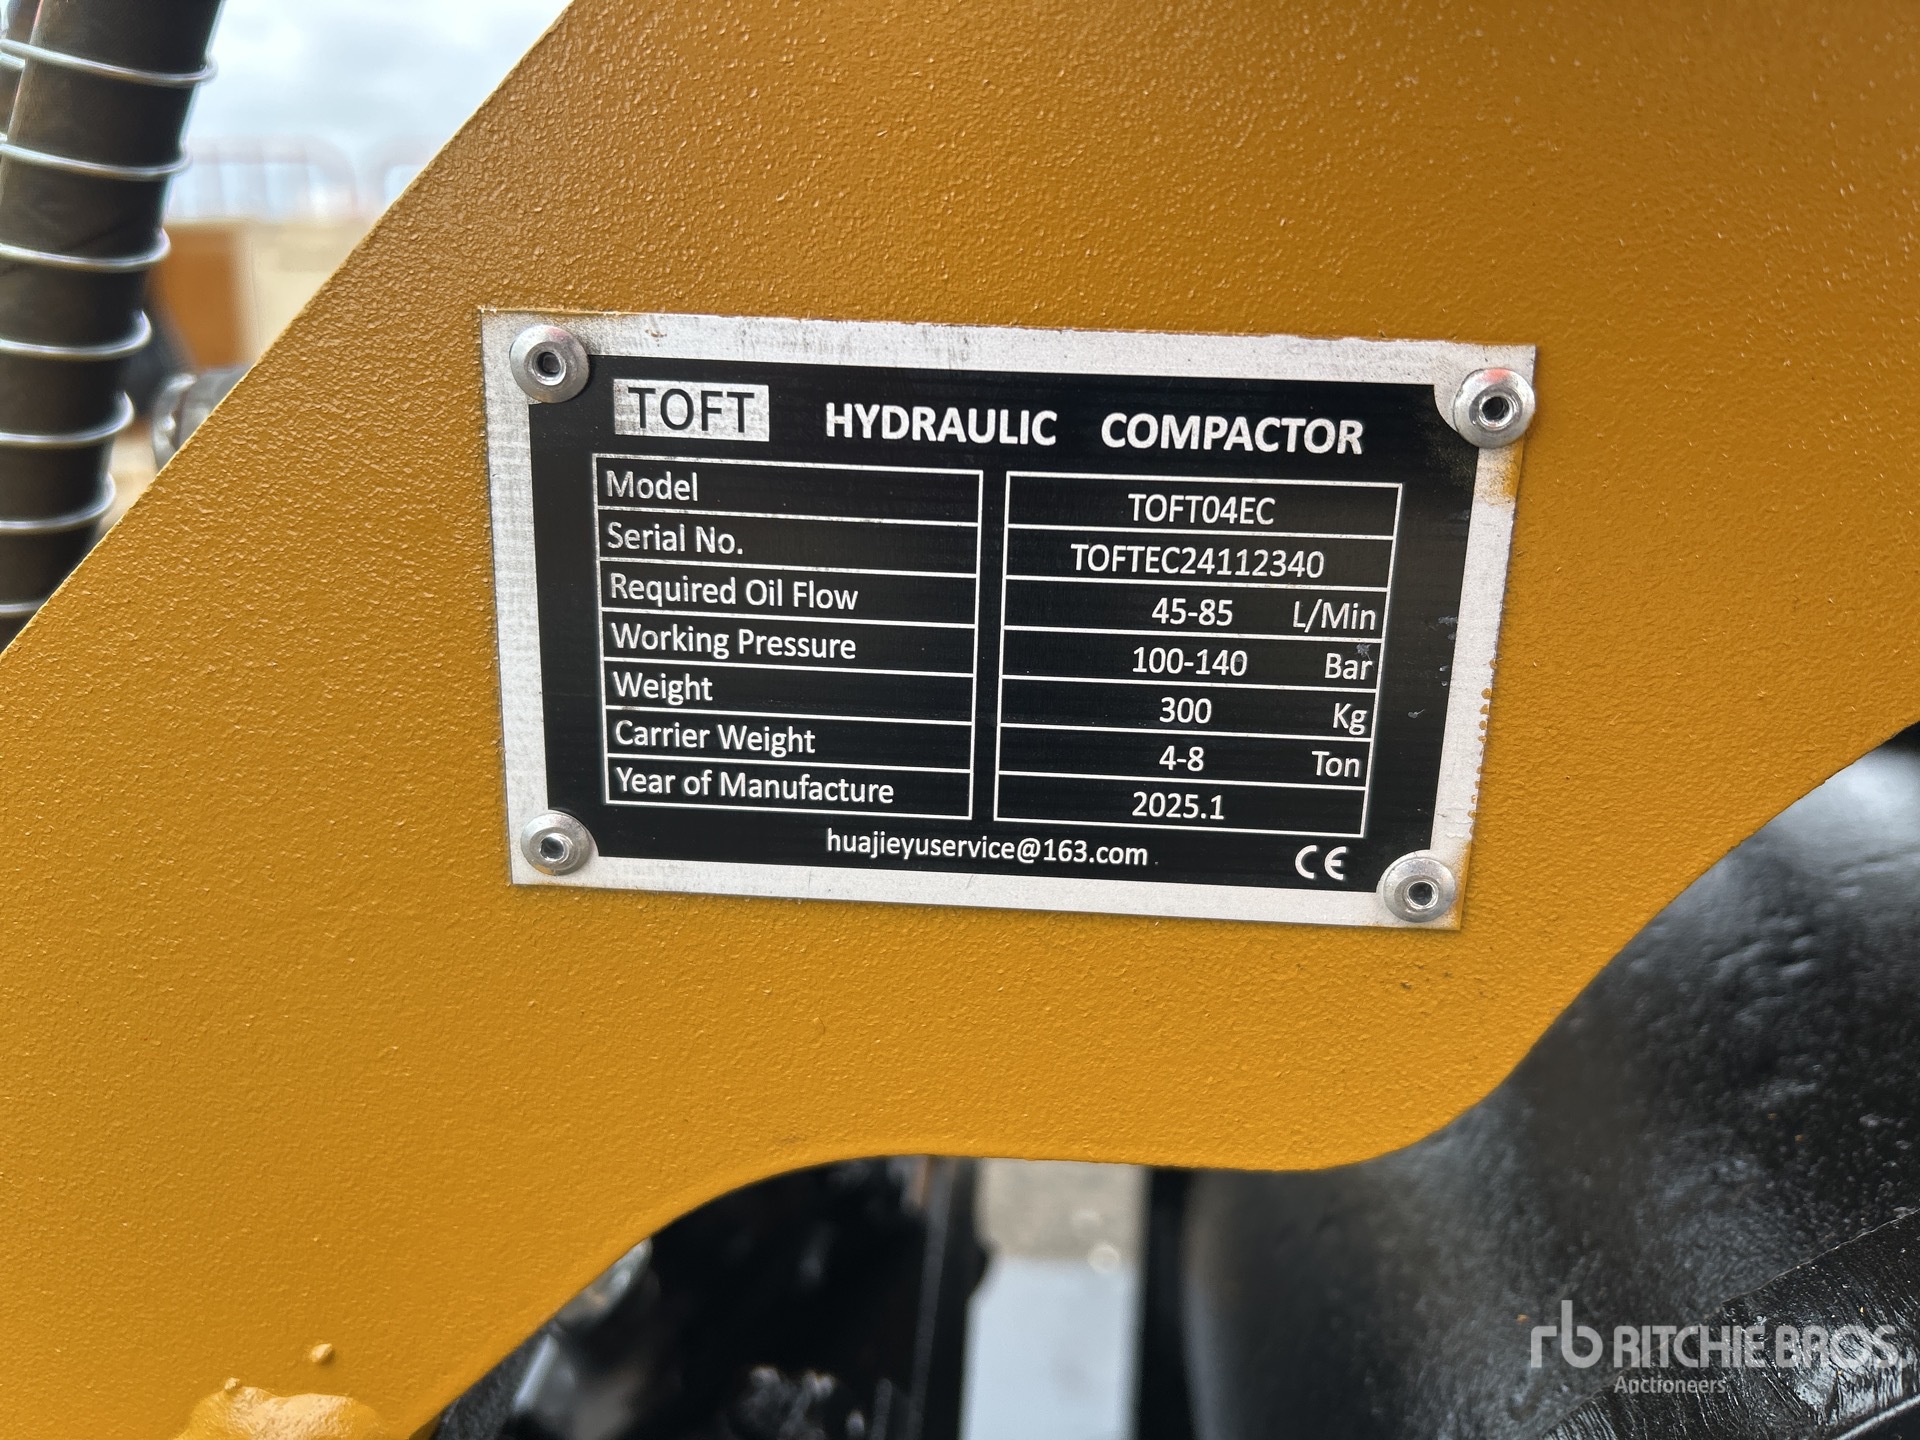 TOFT HYDRAULIC COMPACTOR
Model TOFT04EC
Serial No. TOFTEC24112340
Required Oil Flow 45-85 L/Min
Working Pressure 100-140 Bar
Weight 300 Kg
Carrier Weight 4-8 Ton
Year of Manufacture 2025.1
huajieyuservice@163.com CE
rb RITCHIE BROS.
Auctioneers